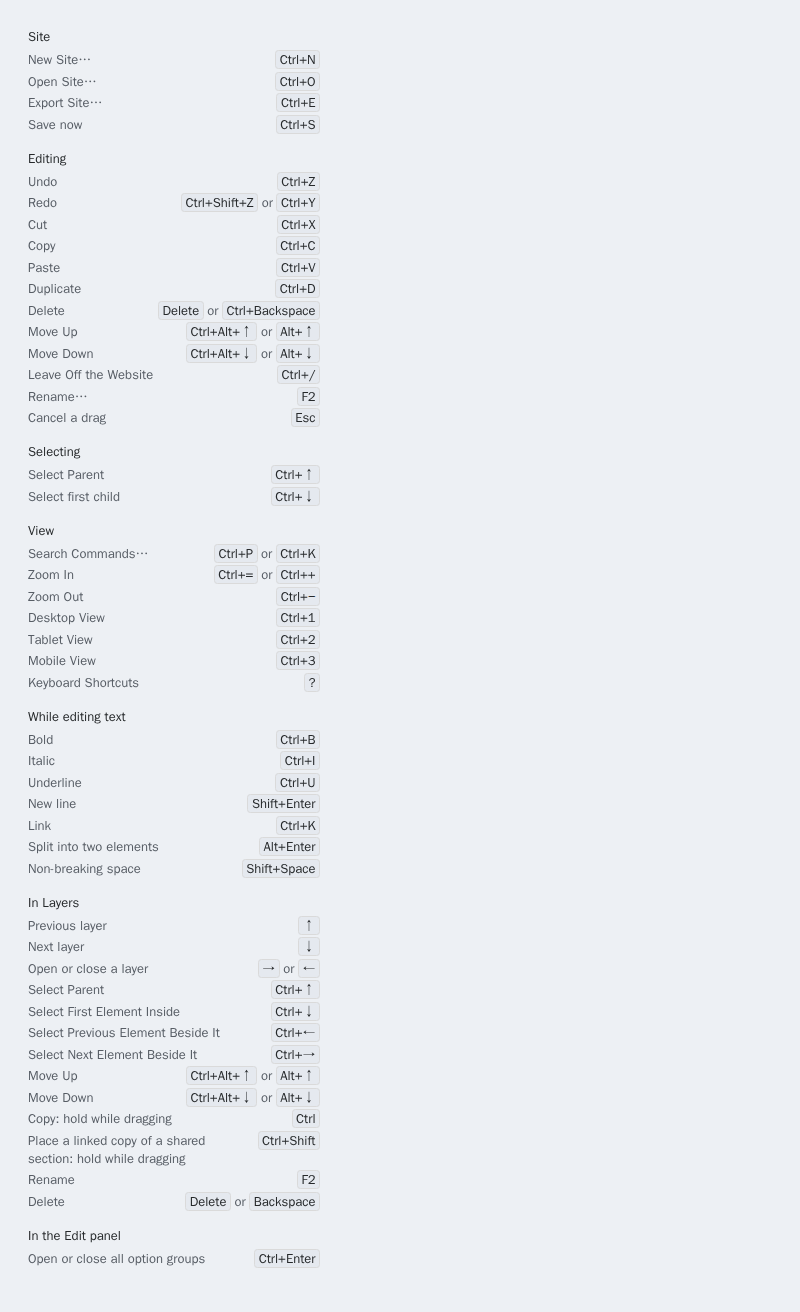 Site
New Site⋯ Ctrl+N
Open Site⋯ Ctrl+O
Export Site⋯ Ctrl+E
Save now Ctrl+S
Editing
Undo Ctrl+Z
Redo Ctrl+Shift+Z or Ctrl+Y
Cut Ctrl+X
Copy Ctrl+C
Paste Ctrl+V
Duplicate Ctrl+D
Delete Delete or Ctrl+Backspace
Move Up Ctrl+Alt+↑ or Alt+↑
Move Down Ctrl+Alt+↓ or Alt+↓
Leave Off the Website Ctrl+/
Rename⋯ F2
Cancel a drag Esc
Selecting
Select Parent Ctrl+↑
Select first child Ctrl+↓
View
Search Commands⋯ Ctrl+P or Ctrl+K
Zoom In Ctrl+= or Ctrl++
Zoom Out Ctrl+−
Desktop View Ctrl+1
Tablet View Ctrl+2
Mobile View Ctrl+3
Keyboard Shortcuts ?
While editing text
Bold Ctrl+B
Italic Ctrl+I
Underline Ctrl+U
New line Shift+Enter
Link Ctrl+K
Split into two elements Alt+Enter
Non-breaking space Shift+Space
In Layers
Previous layer ↑
Next layer ↓
Open or close a layer → or ←
Select Parent Ctrl+↑
Select First Element Inside Ctrl+↓
Select Previous Element Beside It Ctrl+←
Select Next Element Beside It Ctrl+→
Move Up Ctrl+Alt+↑ or Alt+↑
Move Down Ctrl+Alt+↓ or Alt+↓
Copy: hold while dragging Ctrl
Place a linked copy of a shared Ctrl+Shift
section: hold while dragging
Rename F2
Delete Delete or Backspace
In the Edit panel
Open or close all option groups Ctrl+Enter